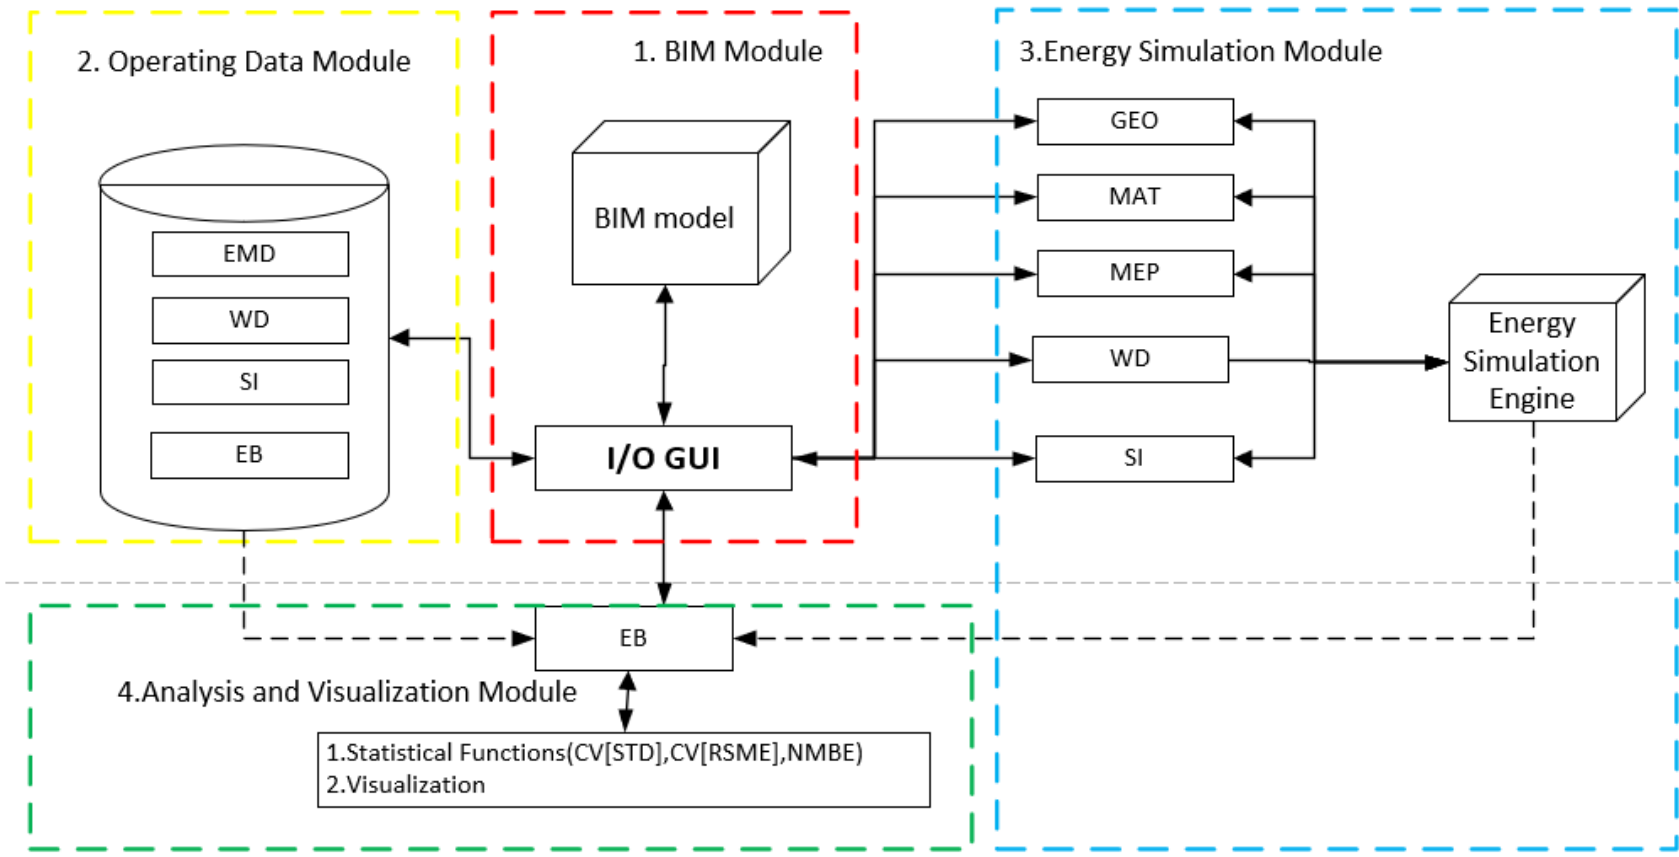 2. Operating Data Module
EMD
WD
SI
EB
1. BIM Module
BIM model
I/O GUI
3.Energy Simulation Module
GEO
MAT
MEP
WD
SI
Energy
Simulation
Engine
EB
4.Analysis and Visualization Module
1.Statistical Functions(CV[STD],CV[RSME],NMBE)
2.Visualization